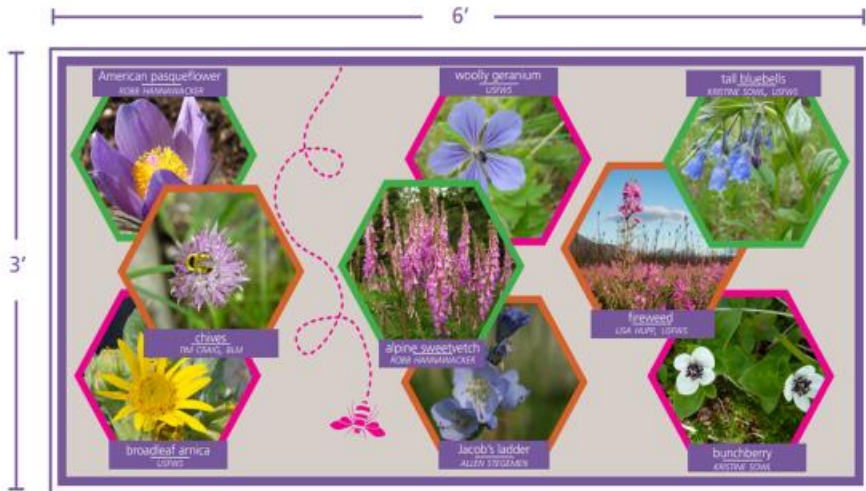 6’
3’
American pasqueflower
ROBB HANNAWACKER
woolly geranium
USFWS
tall bluebells
KRISTINE SOWL, USFWS
chives
TIM CRAIG, BLM
alpine sweetvetch
ROBB HANNAWACKER
fireweed
LISA HUPP, USFWS
broadleaf arnica
USFWS
Jacob's ladder
ALLEN STEGEMEN
bunchberry
KRISTINE SOWL